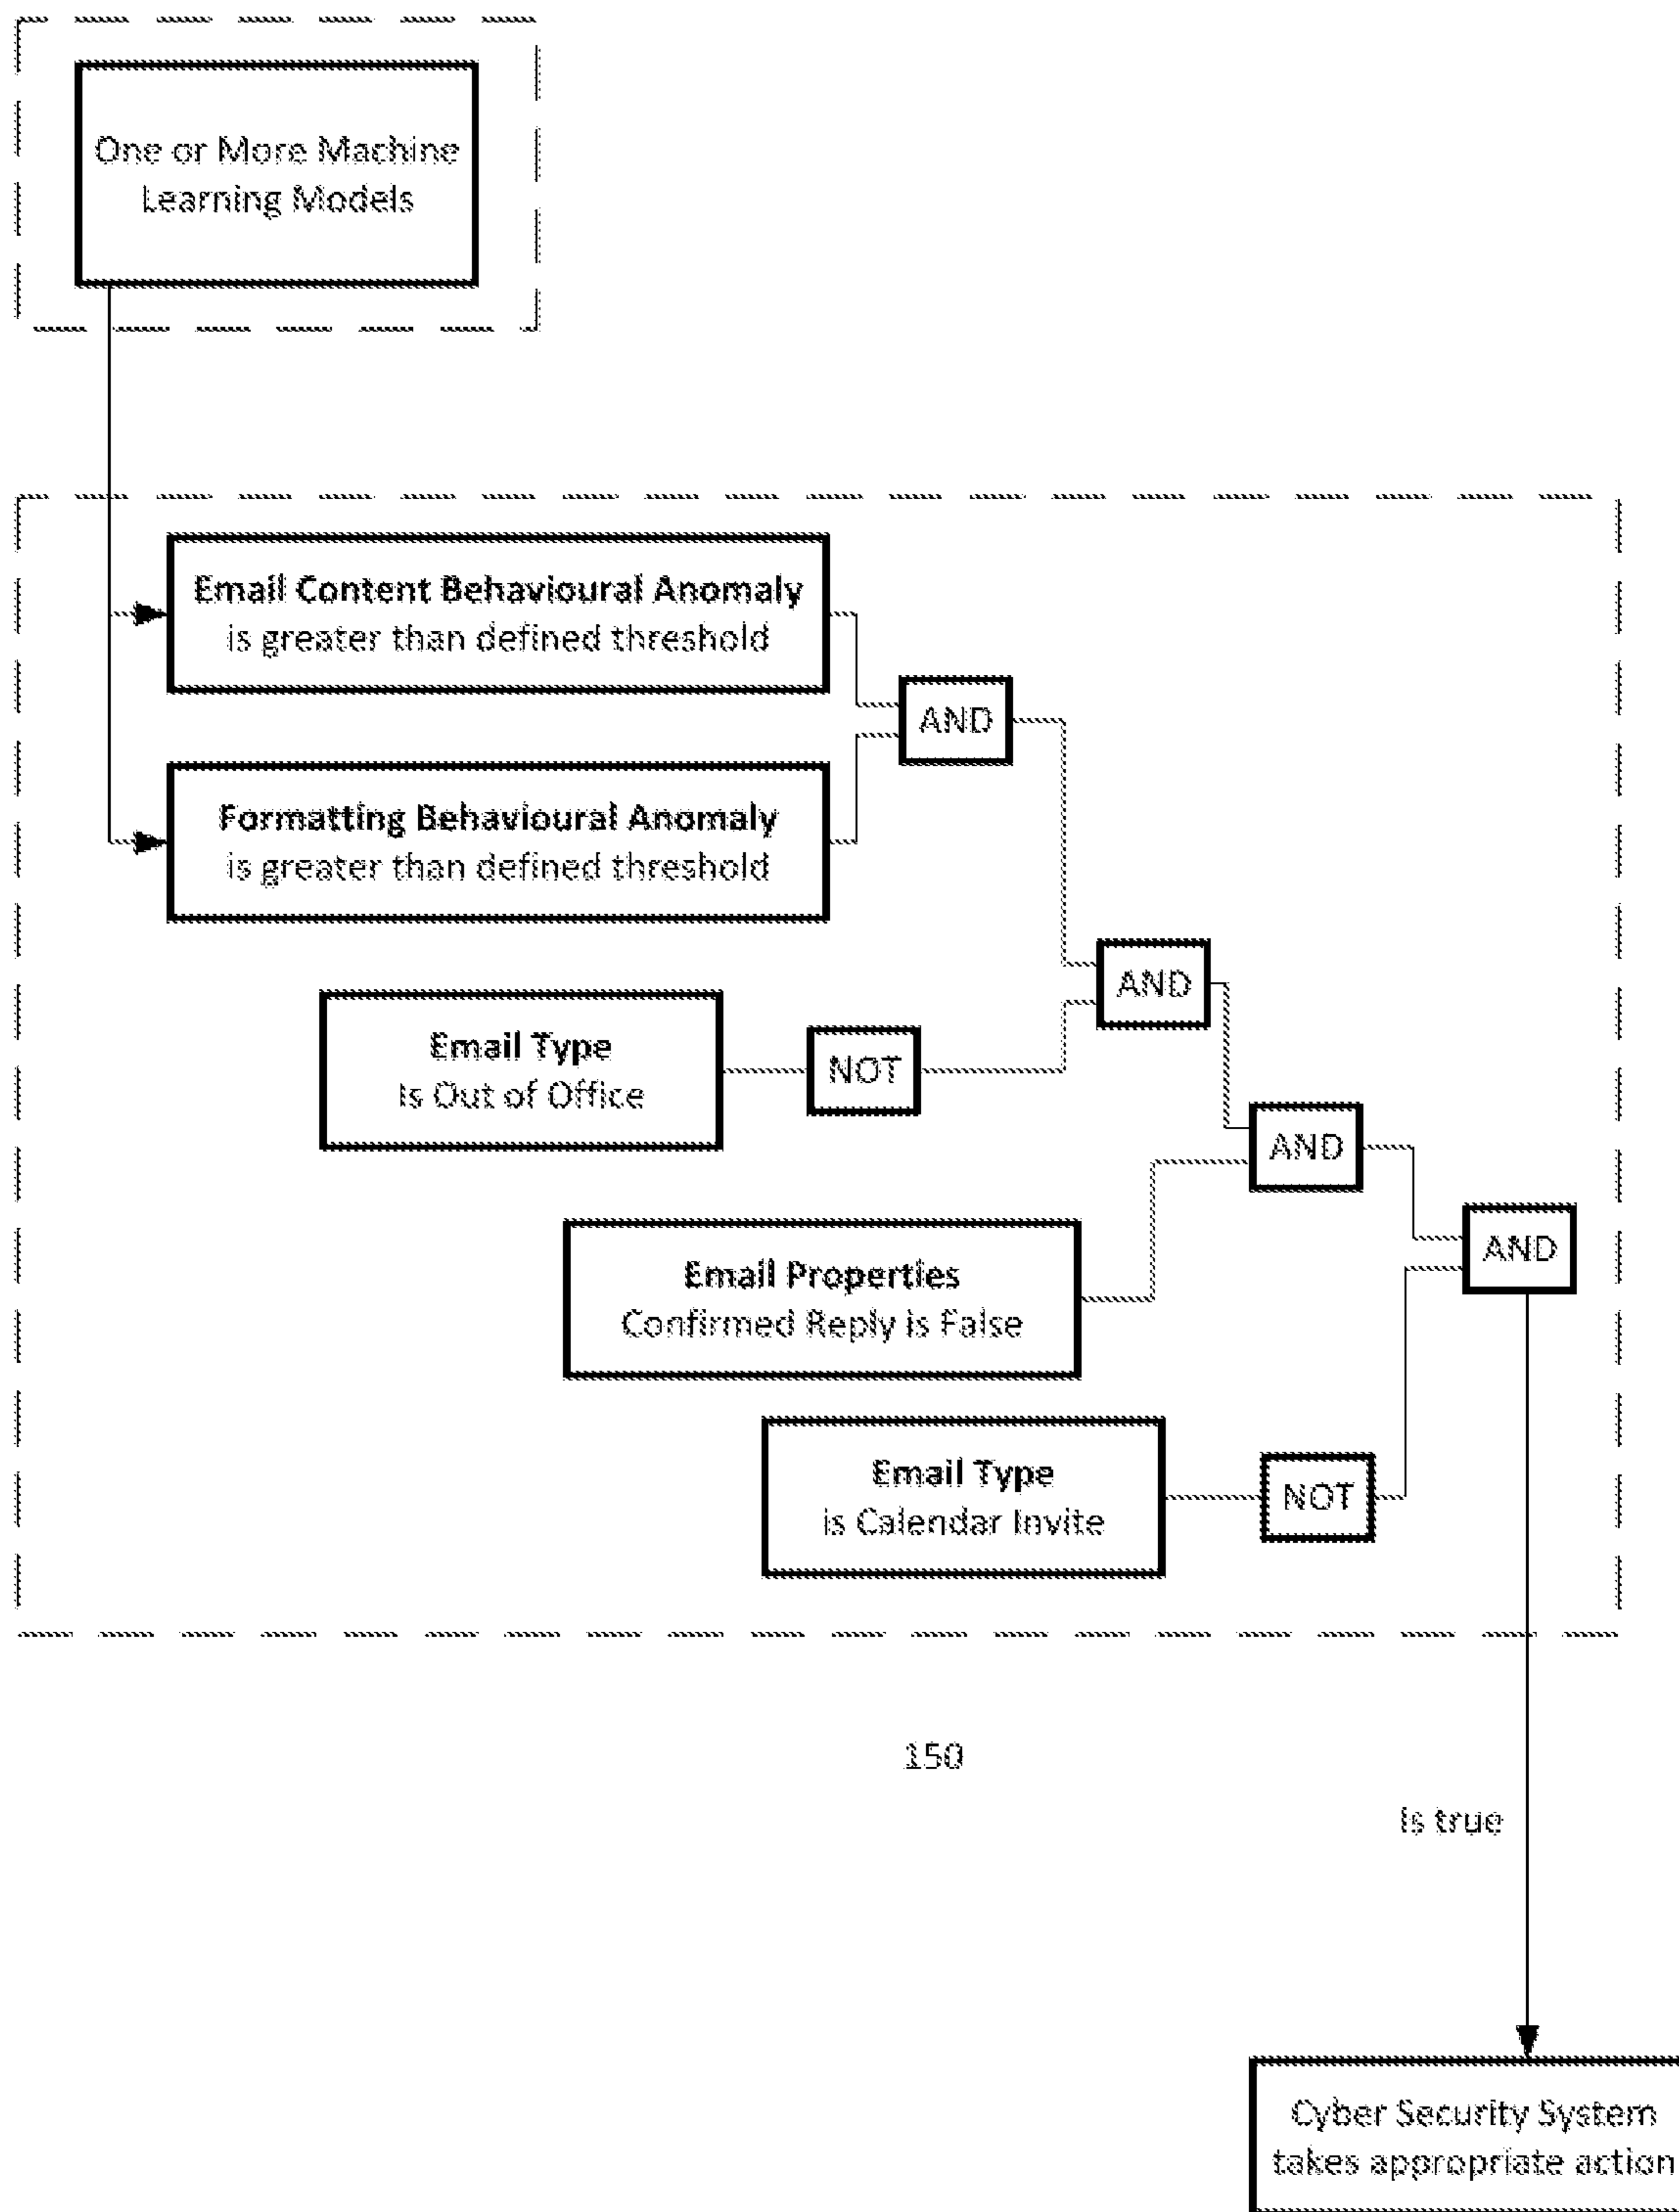 One or More Machine
Learning Models
Email Content Behavioural Anomaly
is greater than defined threshold
AND
Formatting Behavioural Anomaly
is greater than defined threshold
AND
Email Type
is Out of Office
NOT
AND
Email Properties
Confirmed Reply is False
AND
Email Type
is Calendar Invite
NOT
150
is true
Cyber Security System
takes appropriate action